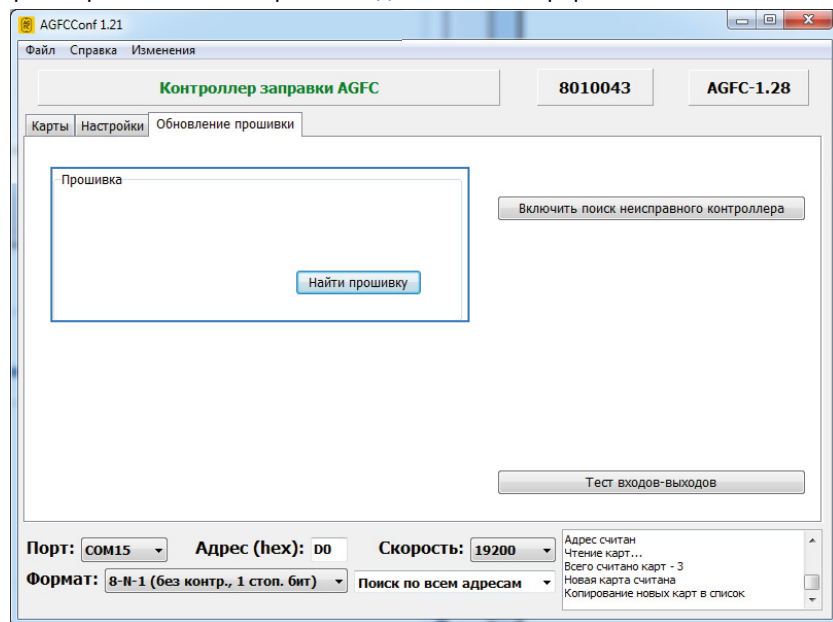 AGFCConf 1.21
Файл Справка Изменения
Контроллер заправки AGFC
8010043
AGFC-1.28
Карты Настройки Обновление прошивки
Прошивка
Включить поиск неисправного контроллера
Найти прошивку
Тест входов-выходов
Порт: COM15 Адрес (hex): D0 Скорость: 19200
Формат: 8-N-1 (без контр., 1 стоп. бит) Поиск по всем адресам
Адрес считан
Чтение карт...
Всего считано карт - 3
Новая карта считана
Копирование новых карт в список